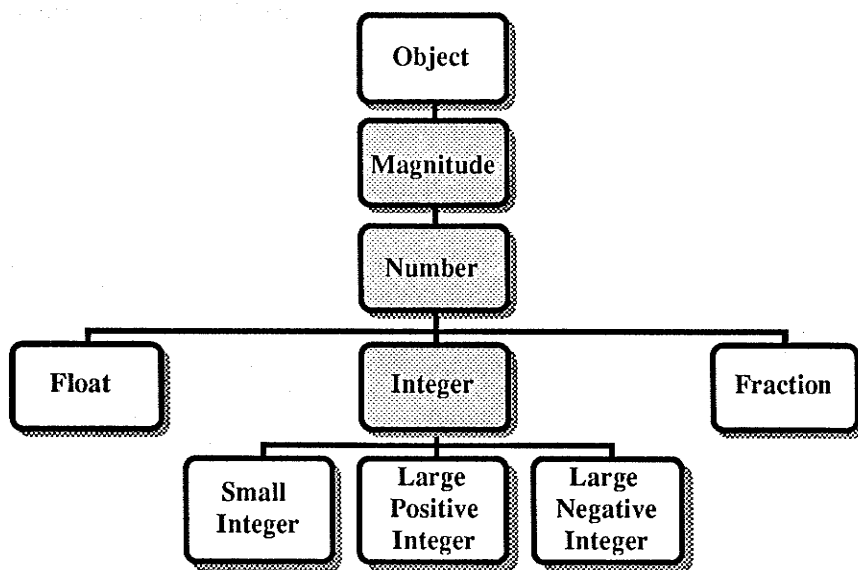 Object
Magnitude
Number
Float
Integer
Fraction
Small
Integer
Large
Positive
Integer
Large
Negative
Integer